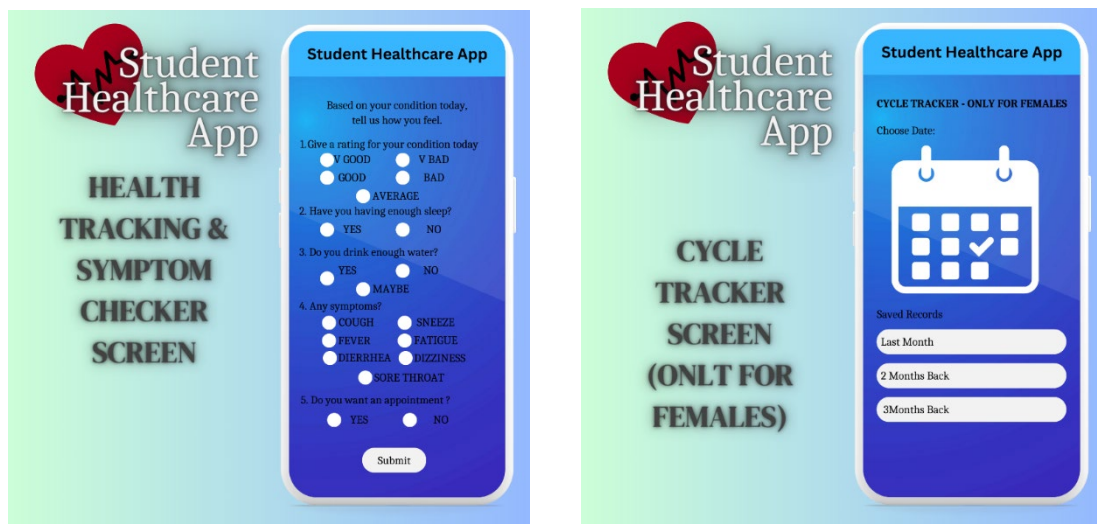 Student
Healthcare
App
HEALTH
TRACKING &
SYMPTOM
CHECKER
SCREEN
Student Healthcare App
Based on your condition today,
tell us how you feel.
1.Give a rating for your condition today
V GOOD V BAD
GOOD BAD
AVERAGE
2. Have you having enough sleep?
YES NO
3. Do you drink enough water?
YES NO
MAYBE
4. Any symptoms?
COUGH SNEEZE
FEVER FATIGUE
DIERRHEA DIZZINESS
SORE THROAT
5. Do you want an appointment ?
YES NO
Submit
Student
Healthcare
App
CYCLE
TRACKER
SCREEN
(ONLT FOR
FEMALES)
Student Healthcare App
CYCLE TRACKER - ONLY FOR FEMALES
Choose Date:
Saved Records
Last Month
2 Months Back
3Months Back